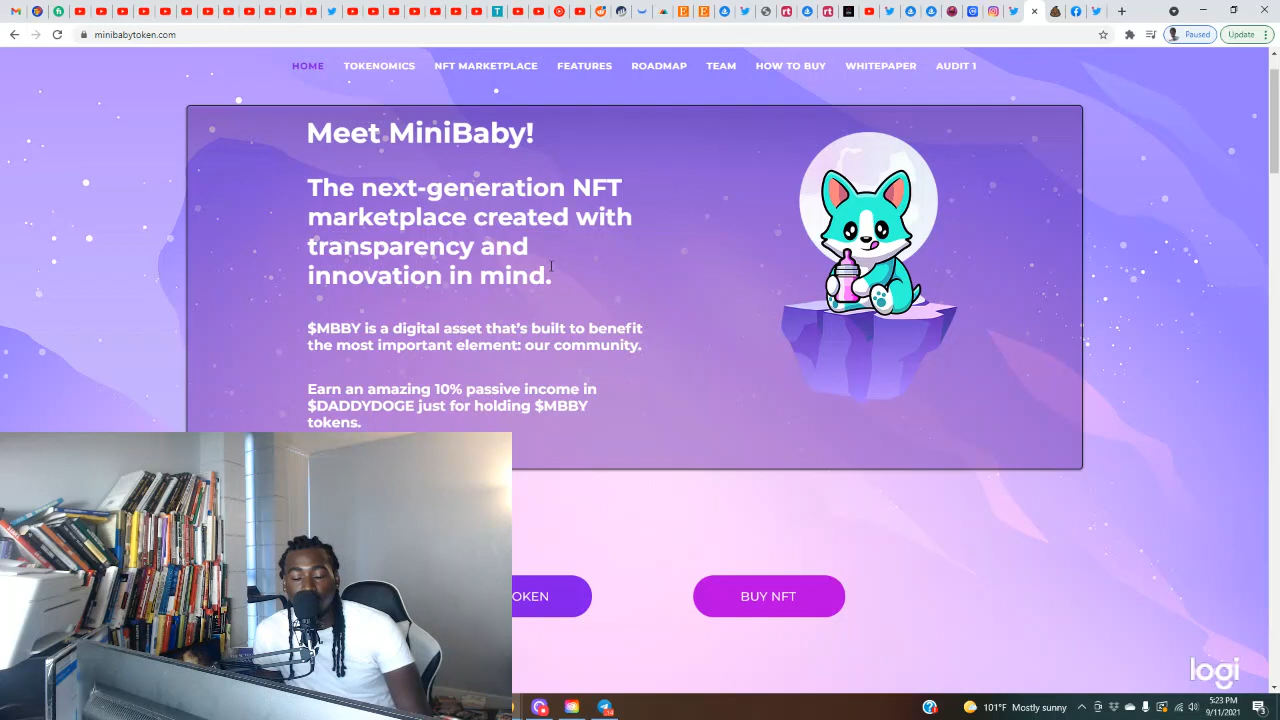 minibabytoken.com
Paused
Update
HOME
TOKENOMICS
NFT MARKETPLACE
FEATURES
ROADMAP
TEAM
HOW TO BUY
WHITEPAPER
AUDIT 1
Meet MiniBaby!
The next-generation NFT
marketplace created with
transparency and
innovation in mind.
$MBBY is a digital asset that's built to benefit
the most important element: our community.
Earn an amazing 10% passive income in
$DADDYDOGE just for holding $MBBY
tokens.
OKEN
BUY NFT
logi
101°F Mostly sunny
5:23 PM
9/11/2021